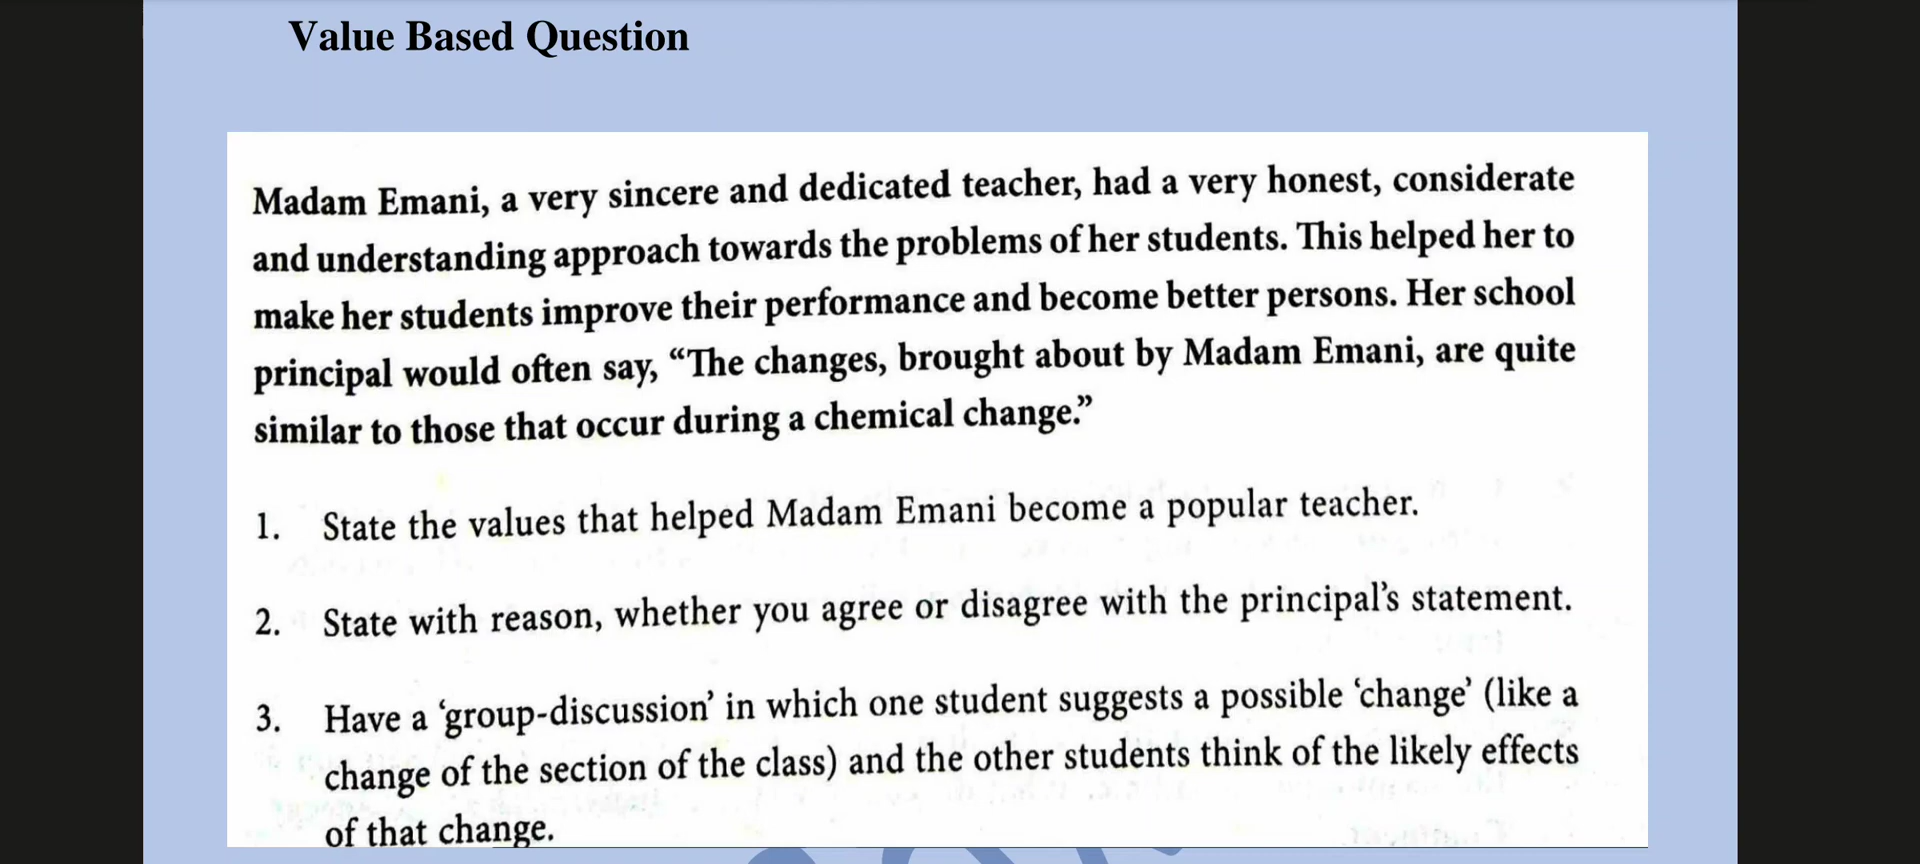 Value Based Question
Madam Emani, a very sincere and dedicated teacher, had a very honest, considerate
and understanding approach towards the problems of her students. This helped her to
make her students improve their performance and become better persons. Her school
principal would often say, “The changes, brought about by Madam Emani, are quite
similar to those that occur during a chemical change.”
1. State the values that helped Madam Emani become a popular teacher.
2. State with reason, whether you agree or disagree with the principal’s statement.
3. Have a ‘group-discussion’ in which one student suggests a possible ‘change’ (like a
change of the section of the class) and the other students think of the likely effects
of that change.